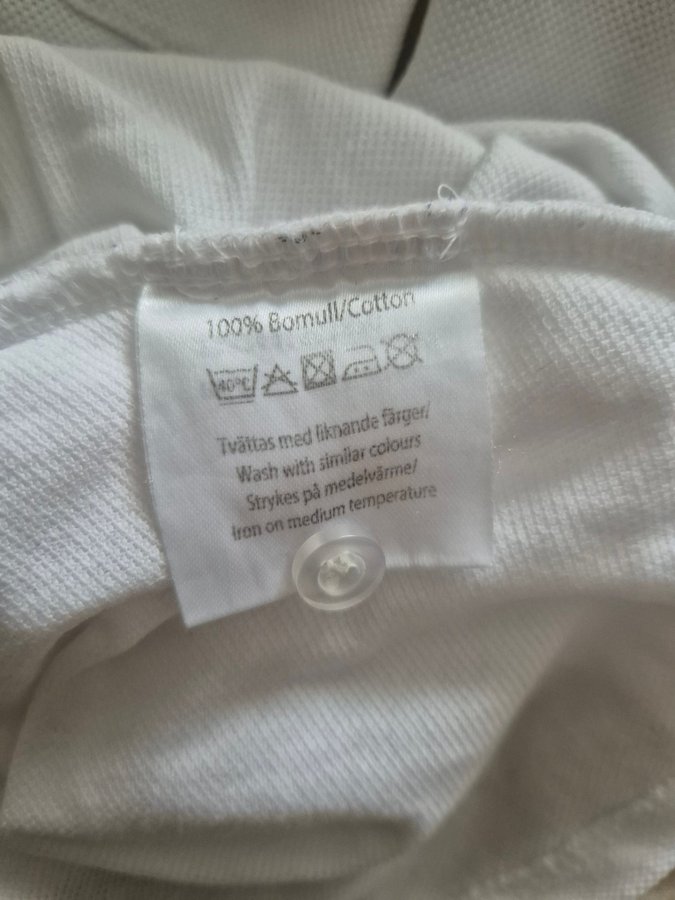 100% Bomull/Cotton
40°C
Tvättas med liknande färger/
Wash with similar colours
Strykes på medelvärme/
Iron on medium temperature